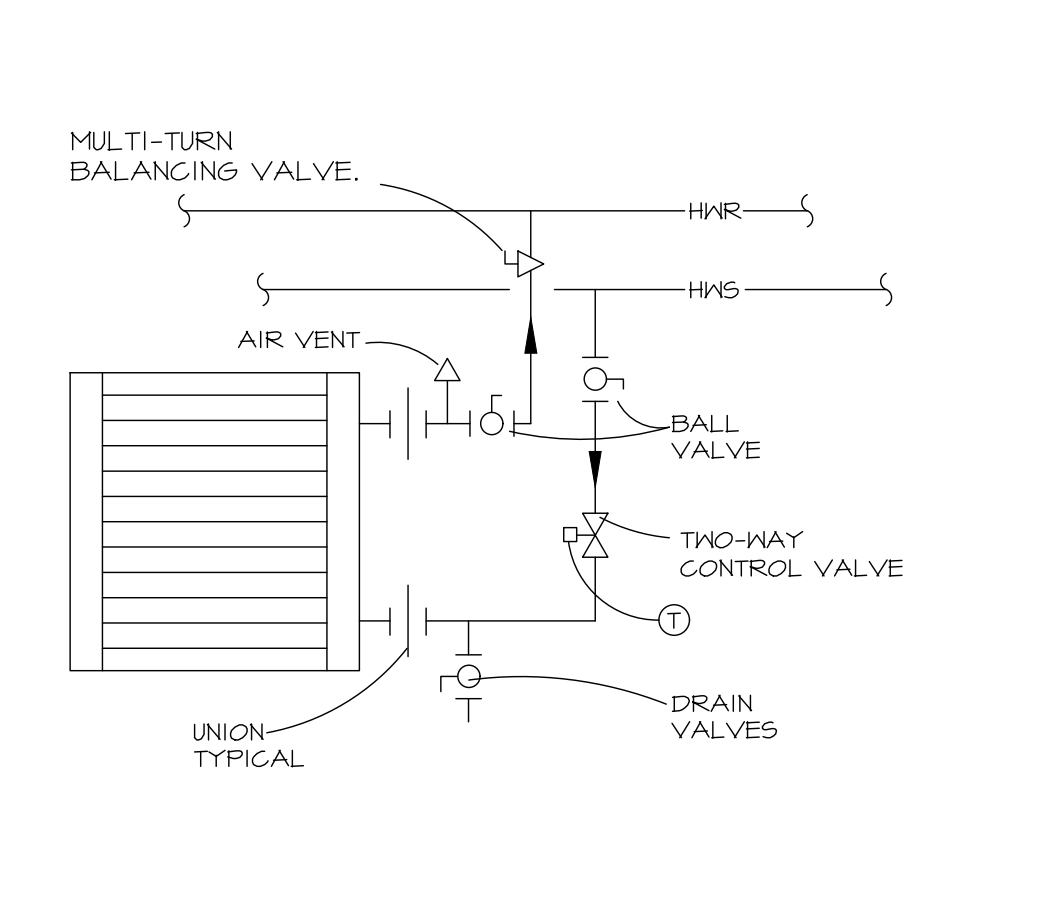 MULTI-TURN
BALANCING VALVE.
HWR
HWS
AIR VENT
BALL
VALVE
TWO-WAY
CONTROL VALVE
T
DRAIN
VALVES
UNION
TYPICAL